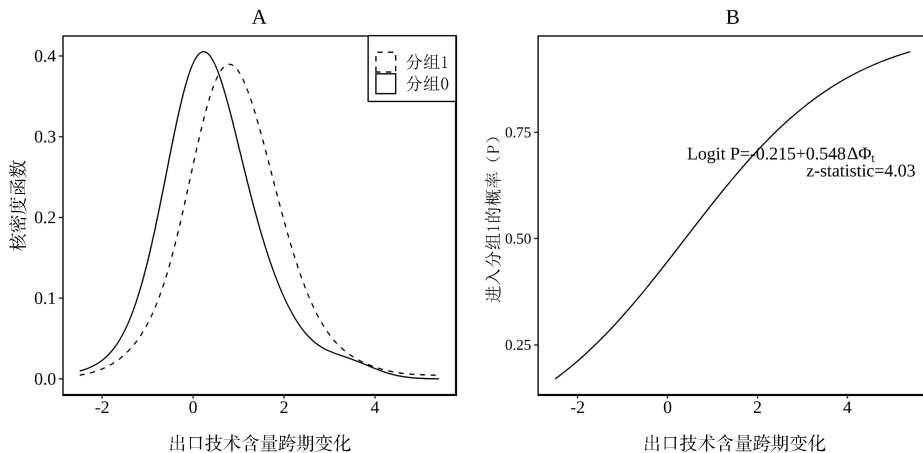 A
0.4
0.3
0.2
0.1
0.0
核密度函数
分组1
分组0
-2
0
2
4
出口技术含量跨期变化
B
0.75
0.50
0.25
进入分组1的概率（P）
Logit P=-0.215+0.548ΔΦt
z-statistic=4.03
-2
0
2
4
出口技术含量跨期变化